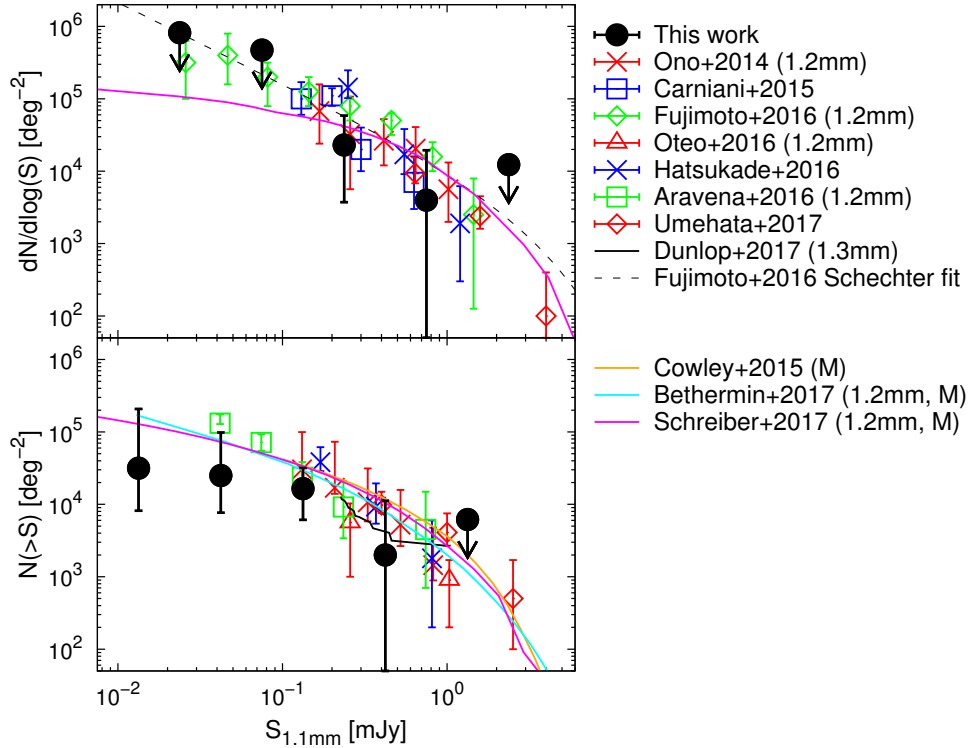 10^6
10^5
10^4
10^3
10^2
dN/dlog(S) [deg^-2]
This work
Ono+2014 (1.2mm)
Carniani+2015
Fujimoto+2016 (1.2mm)
Oteo+2016 (1.2mm)
Hatsukade+2016
Aravena+2016 (1.2mm)
Umehata+2017
Dunlop+2017 (1.3mm)
Fujimoto+2016 Schechter fit
10^6
10^5
10^4
10^3
10^2
N(>S) [deg^-2]
Cowley+2015 (M)
Bethermin+2017 (1.2mm, M)
Schreiber+2017 (1.2mm, M)
10^-2
10^-1
10^0
S_1.1mm [mJy]